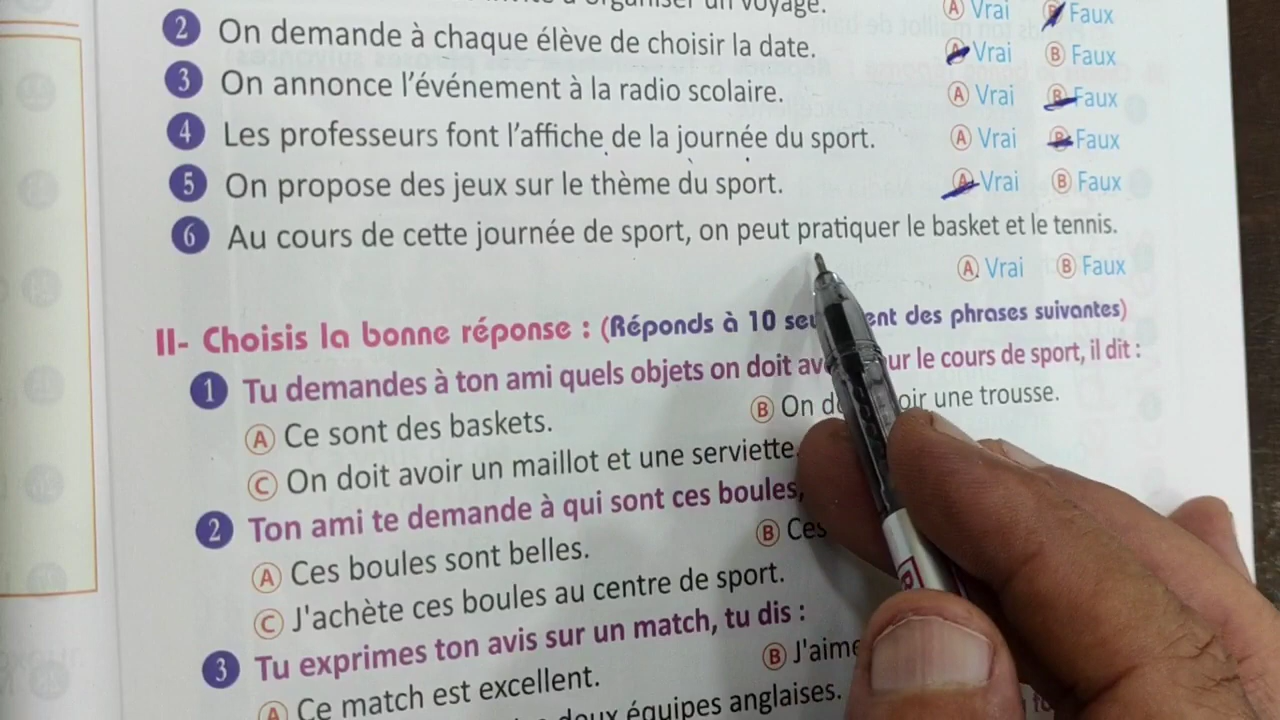 organiser un voyage. A Vrai B Faux
2 On demande à chaque élève de choisir la date. A Vrai B Faux
3 On annonce l'événement à la radio scolaire. A Vrai B Faux
4 Les professeurs font l'affiche de la journée du sport. A Vrai B Faux
5 On propose des jeux sur le thème du sport. A Vrai B Faux
6 Au cours de cette journée de sport, on peut pratiquer le basket et le tennis.
A Vrai B Faux
II- Choisis la bonne réponse : (Réponds à 10 des phrases suivantes)
1 Tu demandes à ton ami quels objets on doit le cours de sport, il dit :
A Ce sont des baskets. B On une trousse.
C On doit avoir un maillot et une serviette.
2 Ton ami te demande à qui sont ces boules,
A Ces boules sont belles. B Ces
C J'achète ces boules au centre de sport.
3 Tu exprimes ton avis sur un match, tu dis :
A Ce match est excellent. B J'aime
deux équipes anglaises.